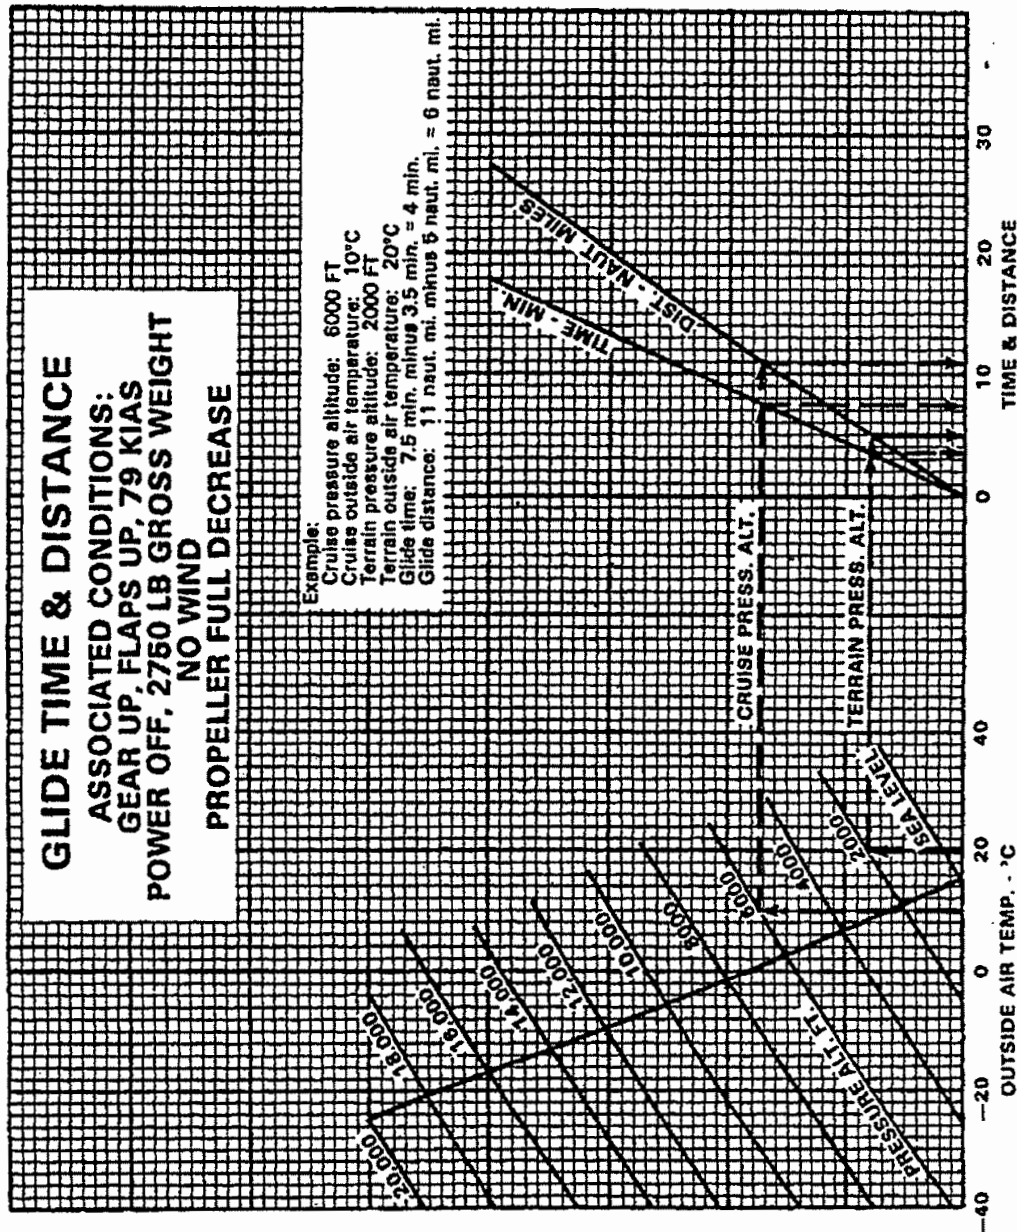 GLIDE TIME & DISTANCE
ASSOCIATED CONDITIONS:
GEAR UP, FLAPS UP, 79 KIAS
POWER OFF, 2750 LB GROSS WEIGHT
NO WIND
PROPELLER FULL DECREASE
Example:
Cruise pressure altitude: 6000 FT
Cruise outside air temperature: 10°C
Terrain pressure altitude: 2000 FT
Terrain outside air temperature: 20°C
Glide time: 7.5 min. minus 3.5 min. = 4 min.
Glide distance: 11 naut. mi. minus 5 naut. mi. = 6 naut. mi.
20,000
18,000
16,000
14,000
12,000
10,000
8000
6000
4000
2000
SEA LEVEL
PRESSURE ALT. FT.
CRUISE PRESS. ALT.
TERRAIN PRESS. ALT.
TIME - MIN.
DIST. - NAUT. MILES
-40
-20
0
20
40
0
10
20
30
OUTSIDE AIR TEMP. - °C
TIME & DISTANCE